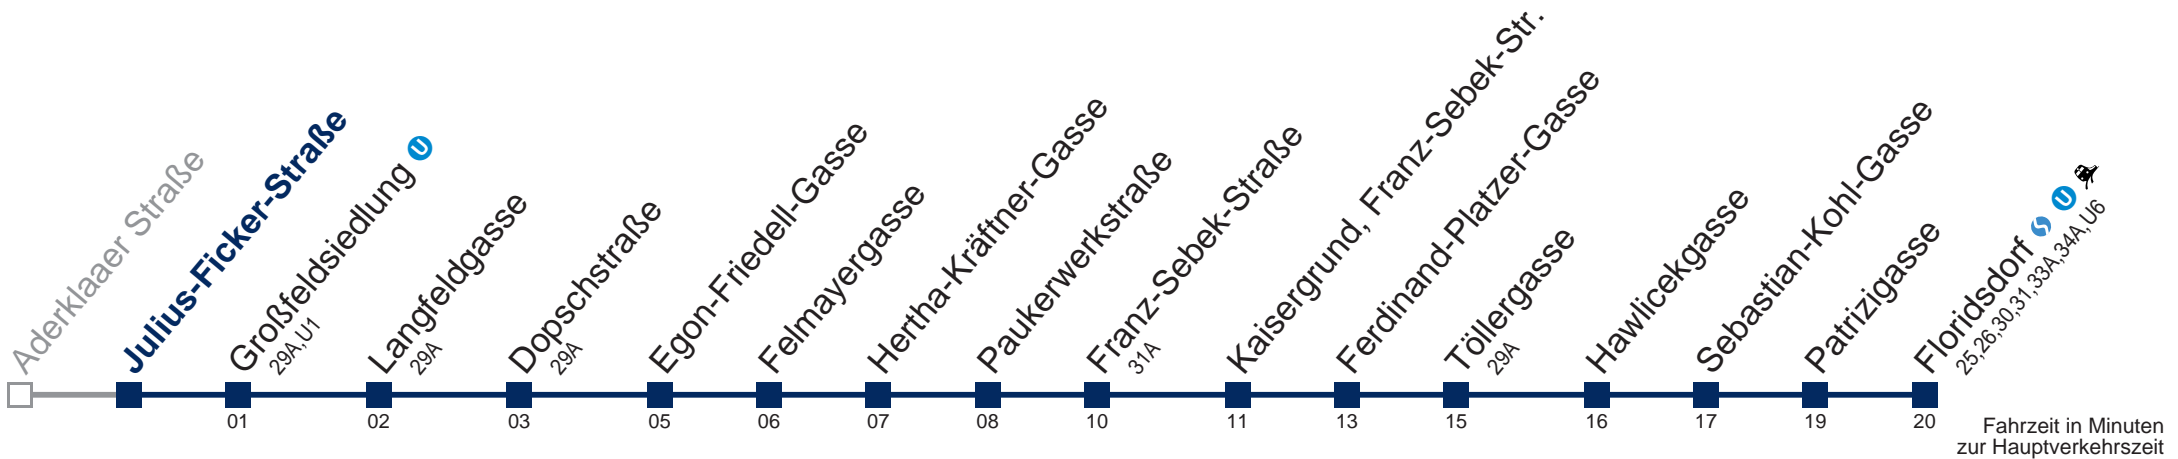 Aderklaaer Straße
Julius-Ficker-Straße
Großfeldsiedlung U
29A,U1
Langfeldgasse
29A
Dopschstraße
29A
Egon-Friedell-Gasse
Felmayergasse
Hertha-Kräftner-Gasse
Paukerwerkstraße
Franz-Sebek-Straße
31A
Kaisergrund, Franz-Sebek-Str.
Ferdinand-Platzer-Gasse
Töllergasse
29A
Hawlicekgasse
Sebastian-Kohl-Gasse
Patrizigasse
Floridsdorf U
25,26,30,31,33A,34A,U6
01 02 03 05 06 07 08 10 11 13 15 16 17 19 20
Fahrzeit in Minuten
zur Hauptverkehrszeit